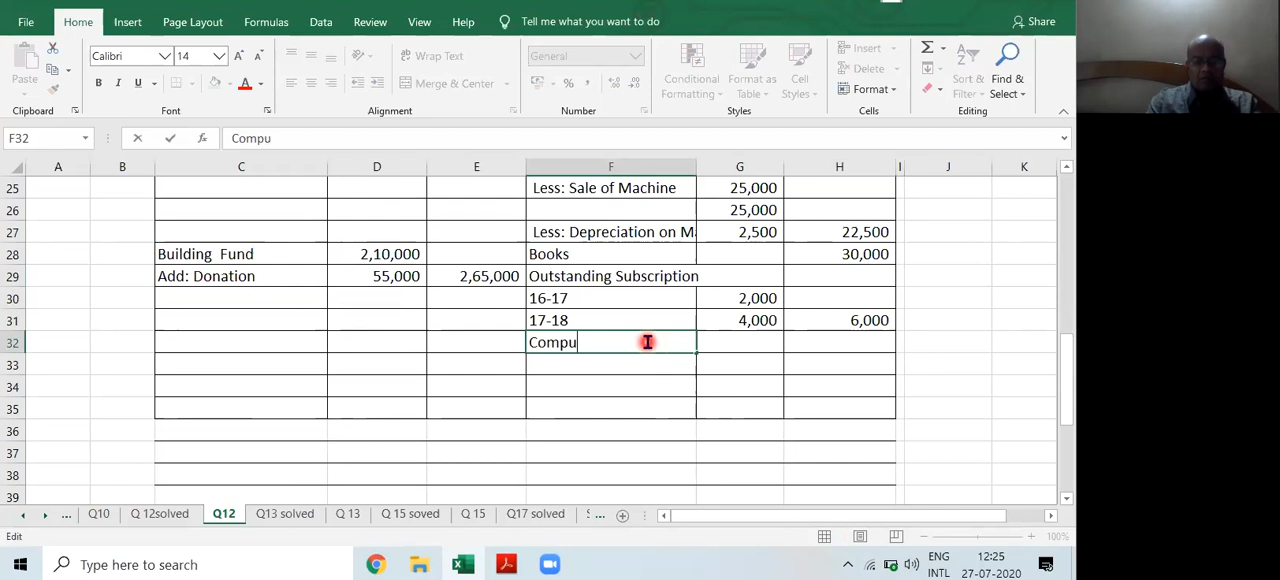 File Home Insert Page Layout Formulas Data Review View Help Tell me what you want to do Share
Paste
Calibri 14
B I U A
Wrap Text
Merge & Center
General
%
Conditional Formatting
Format as Table
Cell Styles
Insert
Delete
Format
Sort & Filter
Find & Select
Clipboard Font Alignment Number Styles Cells Editing
F32 fx Compu
A B C D E F G H I J K
25 Less: Sale of Machine 25,000
26 25,000
27 Less: Depreciation on Ma 2,500 22,500
28 Building Fund 2,10,000 Books 30,000
29 Add: Donation 55,000 2,65,000 Outstanding Subscription
30 16-17 2,000
31 17-18 4,000 6,000
32 Compu
33
34
35
36
37
38
39
... Q10 Q 12solved Q12 Q13 solved Q 13 Q 15 soved Q 15 Q17 solved ...
Edit 100%
Type here to search
ENG 12:25
INTL 27-07-2020